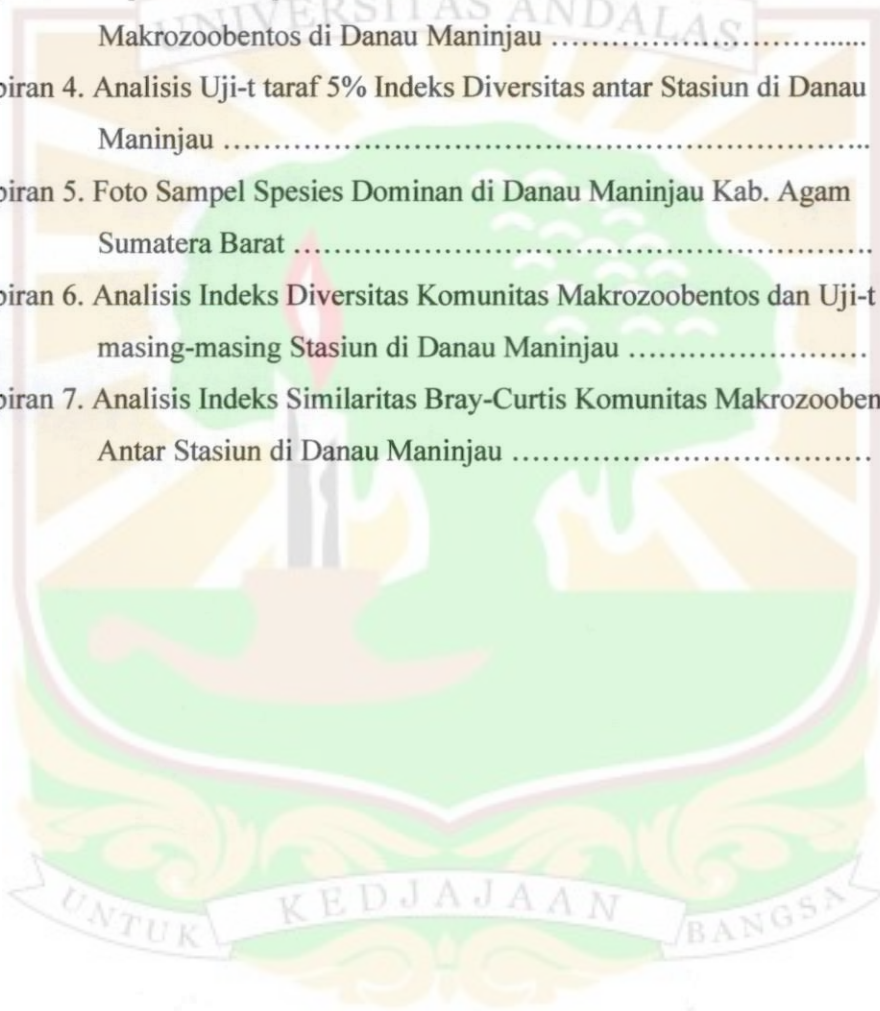 UNIVERSITAS ANDALAS
Makrozoobentos di Danau Maninjau ……………………………......
piran 4. Analisis Uji-t taraf 5% Indeks Diversitas antar Stasiun di Danau
Maninjau …………………………………………………………………..
piran 5. Foto Sampel Spesies Dominan di Danau Maninjau Kab. Agam
Sumatera Barat …………………………………………………………….
piran 6. Analisis Indeks Diversitas Komunitas Makrozoobentos dan Uji-t
masing-masing Stasiun di Danau Maninjau …………………….
piran 7. Analisis Indeks Similaritas Bray-Curtis Komunitas Makrozooben
Antar Stasiun di Danau Maninjau …………………………………
UNTUK KEDJAJAAN BANGSA